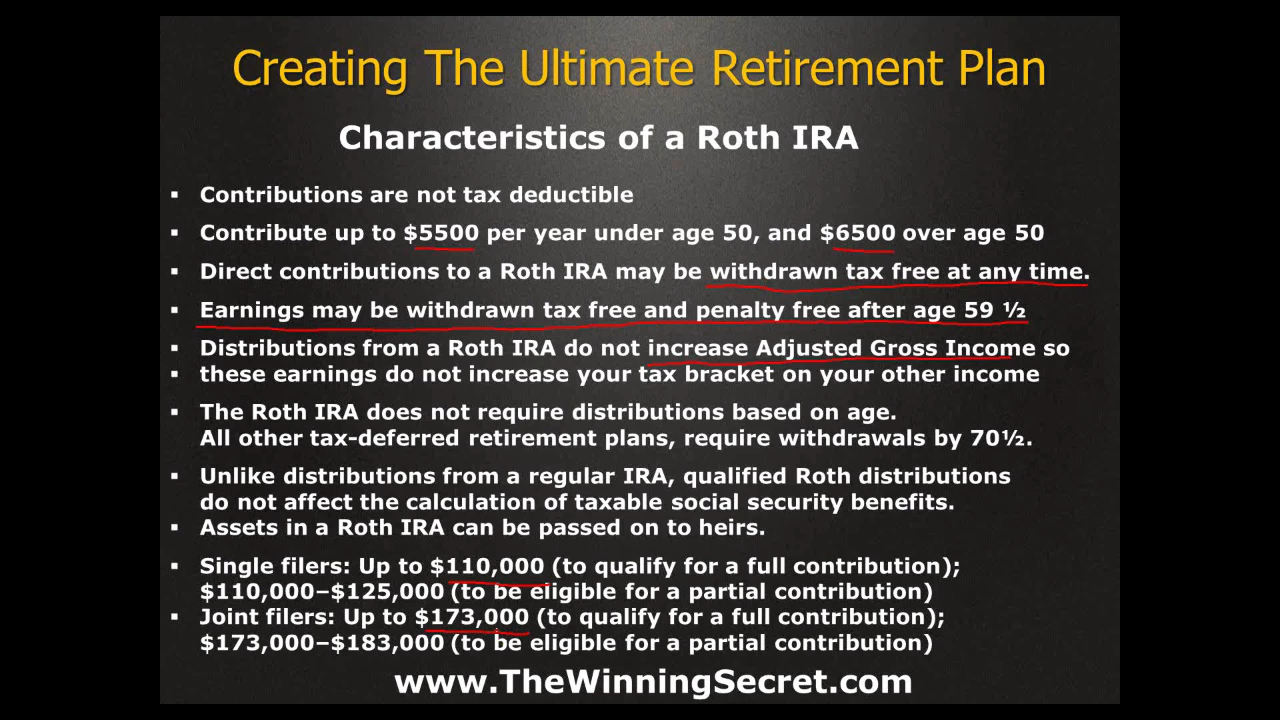 Creating The Ultimate Retirement Plan
Characteristics of a Roth IRA
▪ Contributions are not tax deductible
▪ Contribute up to $5500 per year under age 50, and $6500 over age 50
▪ Direct contributions to a Roth IRA may be withdrawn tax free at any time.
▪ Earnings may be withdrawn tax free and penalty free after age 59 ½
▪ Distributions from a Roth IRA do not increase Adjusted Gross Income so
▪ these earnings do not increase your tax bracket on your other income
▪ The Roth IRA does not require distributions based on age.
All other tax-deferred retirement plans, require withdrawals by 70½.
▪ Unlike distributions from a regular IRA, qualified Roth distributions
do not affect the calculation of taxable social security benefits.
▪ Assets in a Roth IRA can be passed on to heirs.
▪ Single filers: Up to $110,000 (to qualify for a full contribution);
$110,000–$125,000 (to be eligible for a partial contribution)
▪ Joint filers: Up to $173,000 (to qualify for a full contribution);
$173,000–$183,000 (to be eligible for a partial contribution)
www.TheWinningSecret.com